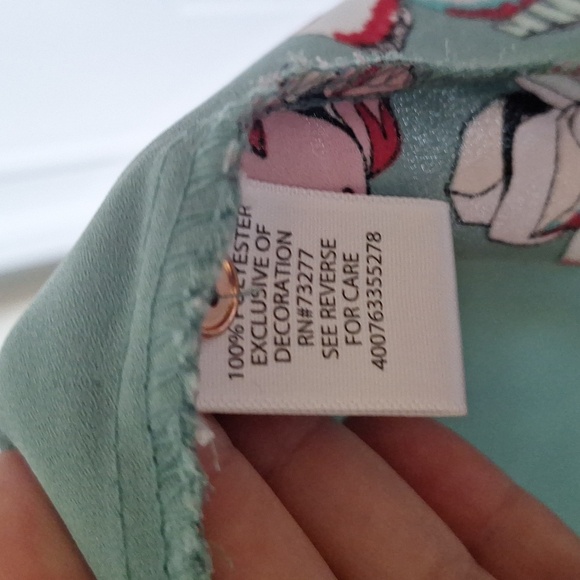 100% POLYESTER
EXCLUSIVE OF
DECORATION
RN#73277
SEE REVERSE
FOR CARE
400763355278